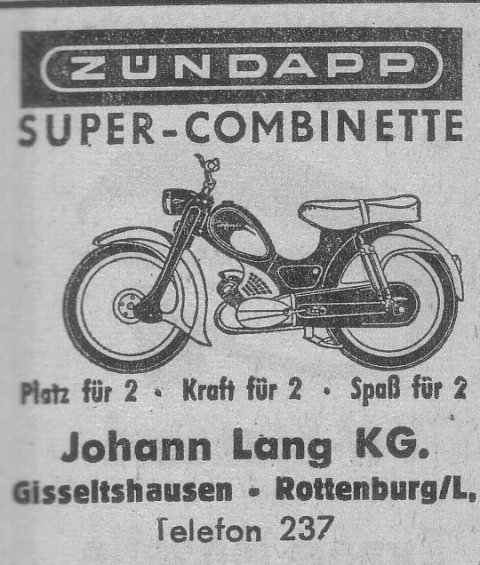 ZÜNDAPP
SUPER-COMBINETTE
Platz für 2 • Kraft für 2 • Spaß für 2
Johann Lang KG.
Gisseltshausen • Rottenburg/L.
Telefon 237